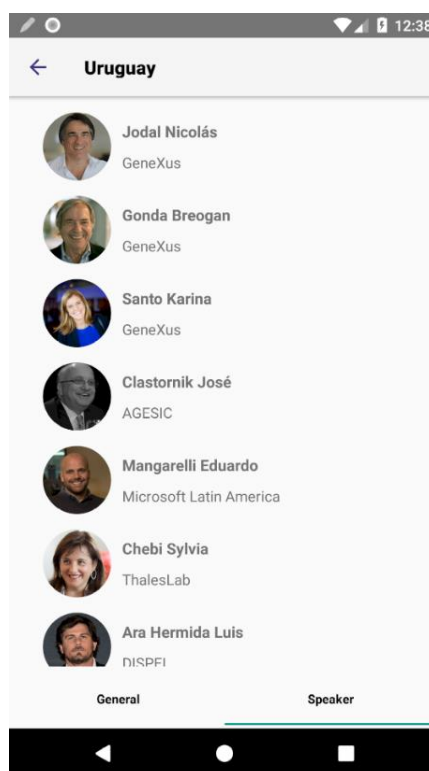 12:38
Uruguay
Jodal Nicolás
GeneXus
Gonda Breogan
GeneXus
Santo Karina
GeneXus
Clastornik José
AGESIC
Mangarelli Eduardo
Microsoft Latin America
Chebi Sylvia
ThalesLab
Ara Hermida Luis
General Speaker